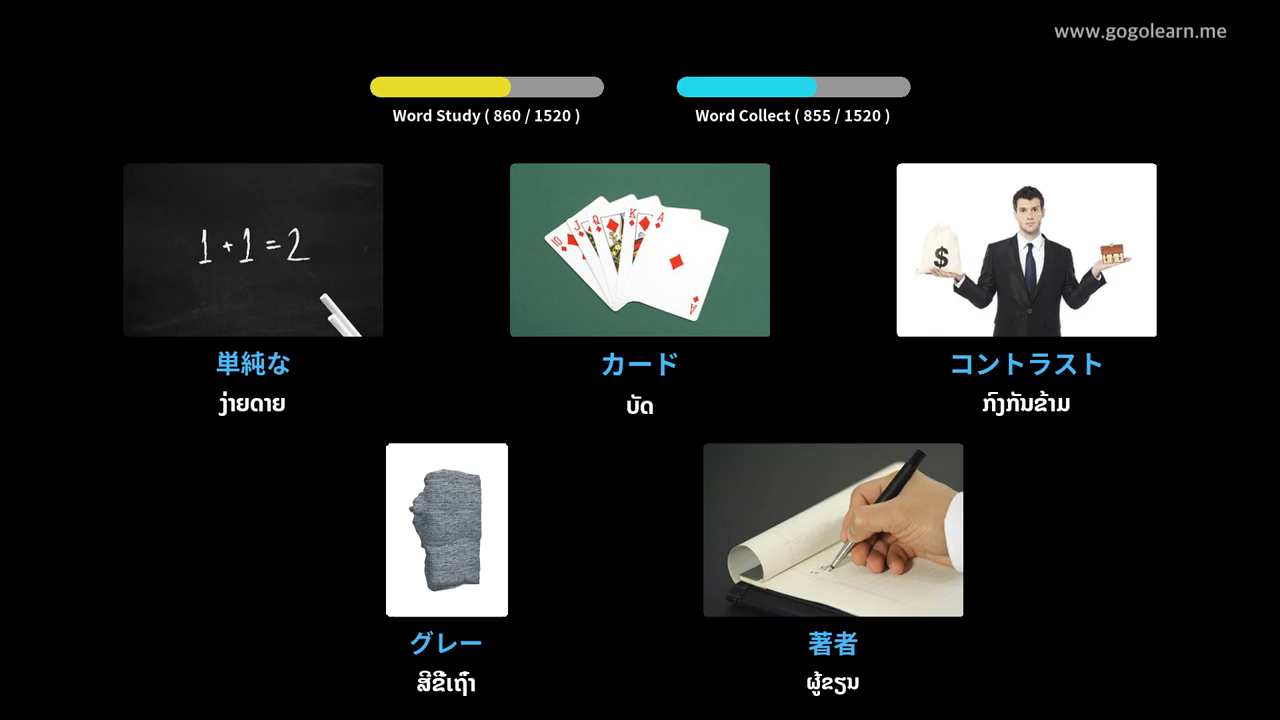 www.gogolearn.me
Word Study ( 860 / 1520 )
Word Collect ( 855 / 1520 )
1 + 1 = 2
10 J Q K A
A
$
単純な
ງ່າຍດາຍ
カード
ບັດ
コントラスト
ກົງກັນຂ້າມ
グレー
ສີຂີ້ເຖົ່າ
著者
ຜູ້ຂຽນ